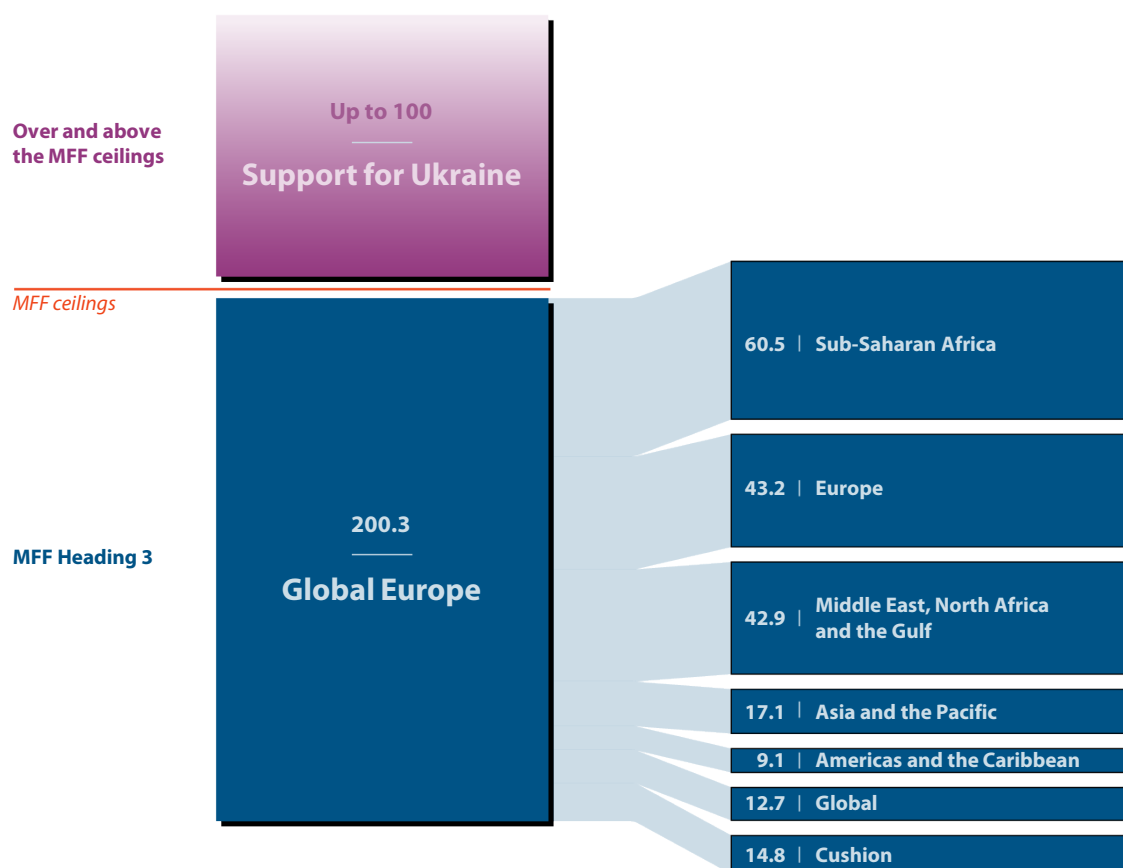 Up to 100
Over and above
the MFF ceilings
Support for Ukraine
MFF ceilings
60.5 | Sub-Saharan Africa
43.2 | Europe
200.3
MFF Heading 3
Global Europe
42.9 | Middle East, North Africa
and the Gulf
17.1 | Asia and the Pacific
9.1 | Americas and the Caribbean
12.7 | Global
14.8 | Cushion